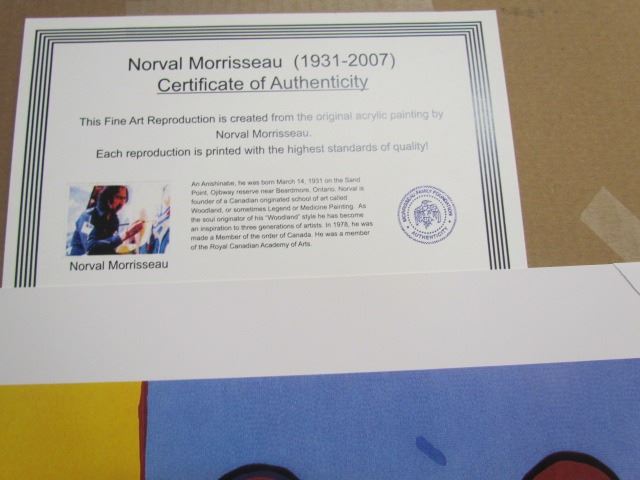 Norval Morrisseau (1931-2007)
Certificate of Authenticity
This Fine Art Reproduction is created from the original acrylic painting by
Norval Morrisseau.
Each reproduction is printed with the highest standards of quality!
An Anishinabe, he was born March 14, 1931 on the Sand
Point, Ojibway reserve near Beardmore, Ontario. Norval is
founder of a Canadian originated school of art called
Woodland, or sometimes Legend or Medicine Painting. As
the soul originator of his "Woodland" style he has become
an inspiration to three generations of artists. In 1978, he was
made a Member of the order of Canada. He was a member
of the Royal Canadian Academy of Arts.
Norval Morrisseau
MORRISSEAU FAMILY FOUNDATION
AUTHENTICITY